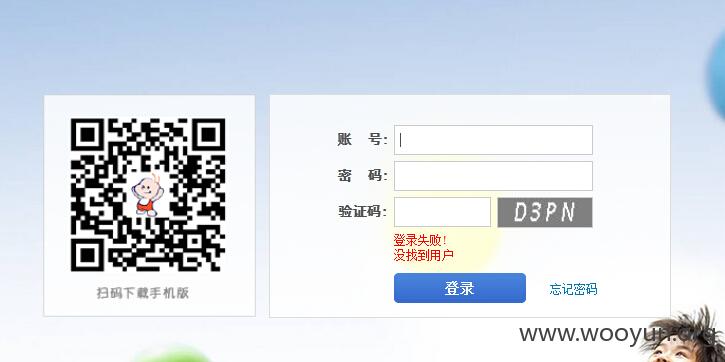 账 号:
密 码:
验证码: D3PN
登录失败!
没找到用户
登录 忘记密码
扫码下载手机版
www.wooyun.org